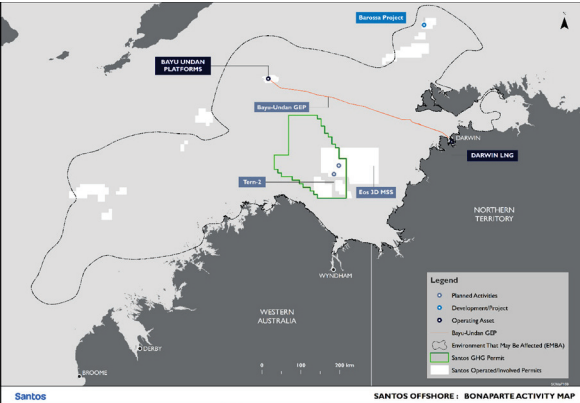 Barossa Project
BAYU UNDAN
PLATFORMS
Bayu-Undan GEP
DARWIN
DARWIN LNG
Tern-2
Eos 3D MSS
NORTHERN
TERRITORY
WYNDHAM
WESTERN
AUSTRALIA
DERBY
BROOME
0 100 200 km
Legend
Planned Activities
Development/Project
Operating Asset
Bayu-Undan GEP
Environment That May Be Affected (EMBA)
Santos GHG Permit
Santos Operated/Involved Permits
Santos
SANTOS OFFSHORE : BONAPARTE ACTIVITY MAP